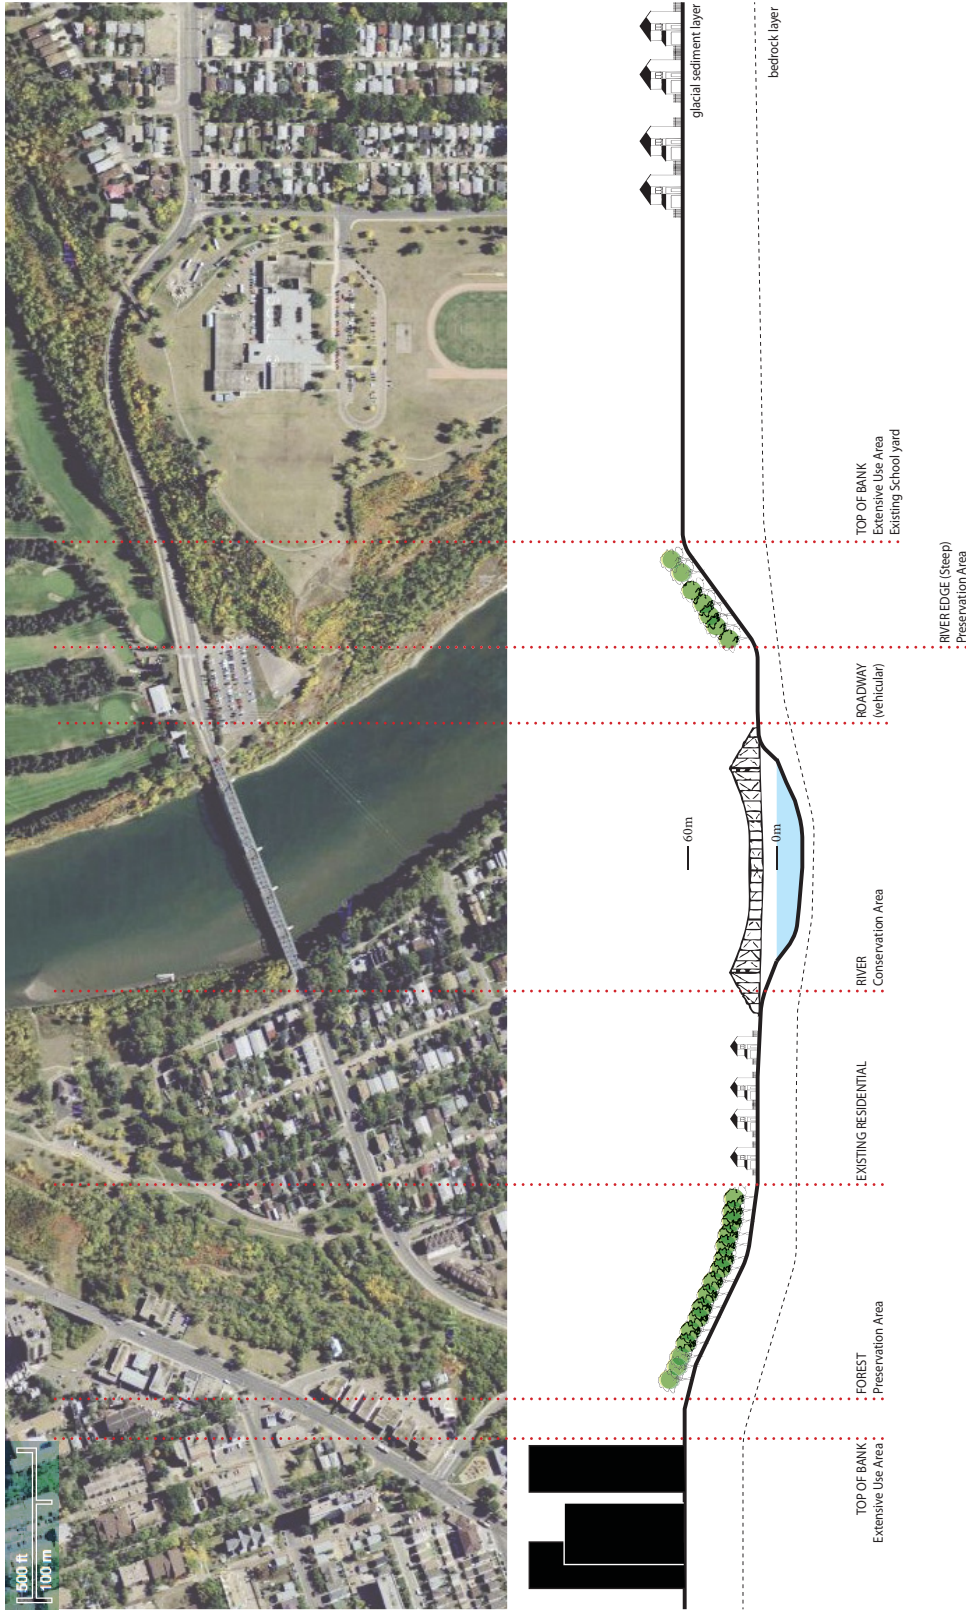 500 ft
100 m
glacial sediment layer
bedrock layer
60m
0m
TOP OF BANK
Extensive Use Area
FOREST
Preservation Area
EXISTING RESIDENTIAL
RIVER
Conservation Area
ROADWAY
(vehicular)
RIVER EDGE (Steep)
Preservation Area
TOP OF BANK
Extensive Use Area
Existing School yard